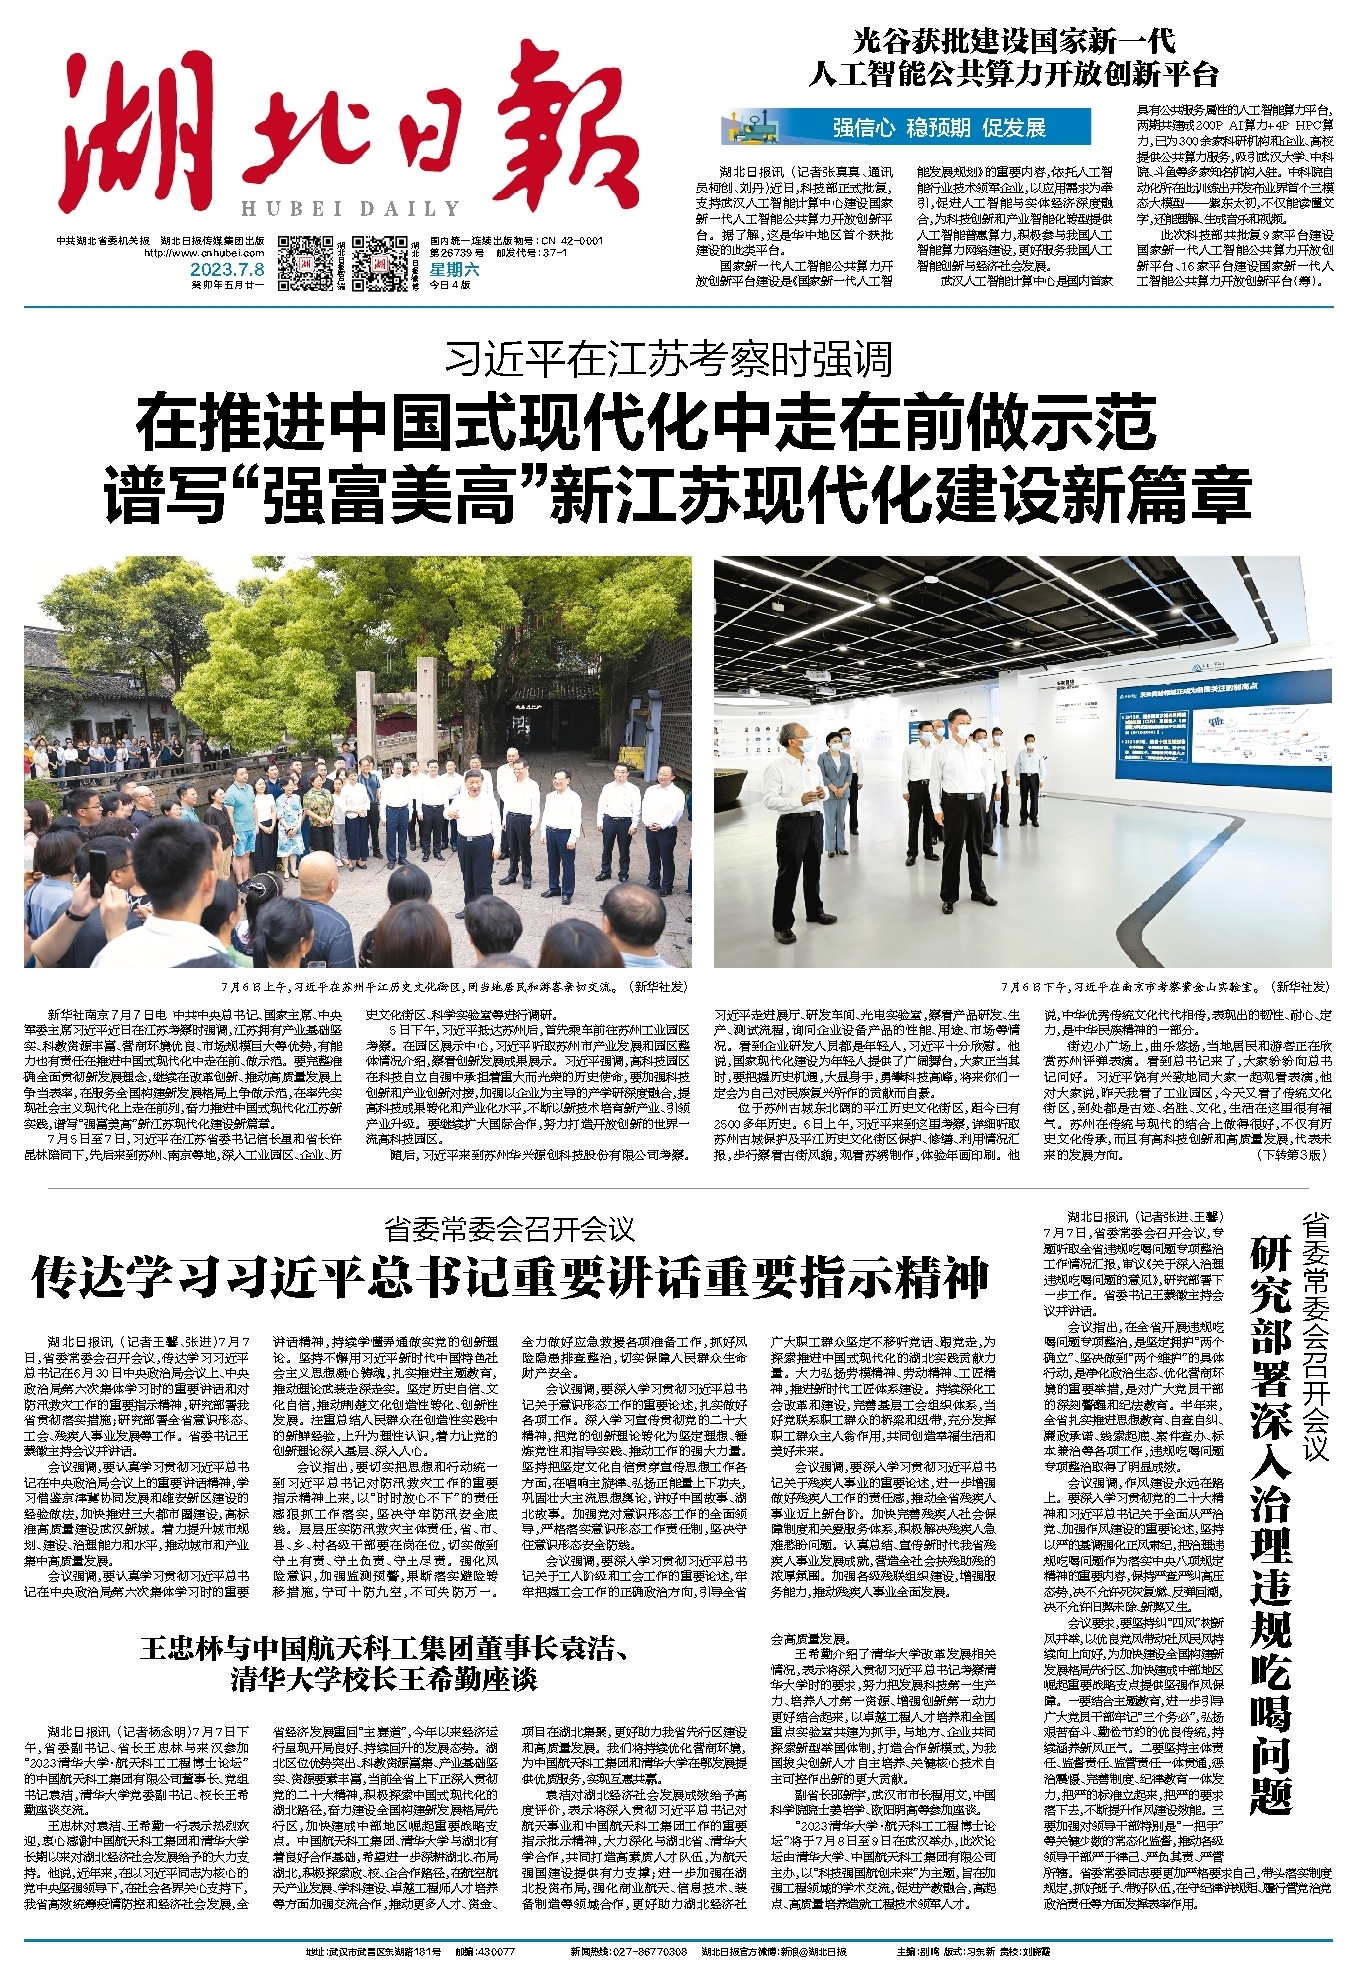 湖北日報
HUBEI DAILY
中共湖北省委机关报 湖北日报传媒集团出版
http://www.cnhubei.com
2023.7.8
癸卯年五月廿一
国内统一连续出版物号：CN 42-0001
第26739号 邮发代号：37-1
星期六
今日4版
光谷获批建设国家新一代
人工智能公共算力开放创新平台
强信心 稳预期 促发展
湖北日报讯（记者张真真、通讯
员柯创、刘丹）近日，科技部正式批复，
支持武汉人工智能计算中心建设国家
新一代人工智能公共算力开放创新平
台。据了解，这是华中地区首个获批
建设的此类平台。
国家新一代人工智能公共算力开
放创新平台建设是《国家新一代人工智
能发展规划》的重要内容，依托人工智
能行业技术领军企业，以应用需求为牵
引，促进人工智能与实体经济深度融
合，为科技创新和产业智能化转型提供
人工智能普惠算力，积极参与我国人工
智能算力网络建设，更好服务我国人工
智能创新与经济社会发展。
武汉人工智能计算中心是国内首家
具有公共服务属性的人工智能算力平台，
两期共建成200P AI算力+4P HPC算
力，已为300余家科研机构和企业、高校
提供公共算力服务，吸引武汉大学、中科
院、斗鱼等多家知名机构入驻。中科院自
动化所在此训练出并发布业界首个三模
态大模型——紫东太初，不仅能读懂文
字，还能理解、生成音乐和视频。
此次科技部共批复9家平台建设
国家新一代人工智能公共算力开放创
新平台、16家平台建设国家新一代人
工智能公共算力开放创新平台（筹）。
习近平在江苏考察时强调
在推进中国式现代化中走在前做示范
谱写“强富美高”新江苏现代化建设新篇章
7月6日上午，习近平在苏州平江历史文化街区，同当地居民和游客亲切交流。（新华社发）
7月6日下午，习近平在南京市考察紫金山实验室。（新华社发）
新华社南京7月7日电 中共中央总书记、国家主席、中央
军委主席习近平近日在江苏考察时强调，江苏拥有产业基础坚
实、科教资源丰富、营商环境优良、市场规模巨大等优势，有能
力也有责任在推进中国式现代化中走在前、做示范。要完整准
确全面贯彻新发展理念，继续在改革创新、推动高质量发展上
争当表率，在服务全国构建新发展格局上争做示范，在率先实
现社会主义现代化上走在前列，奋力推进中国式现代化江苏新
实践，谱写“强富美高”新江苏现代化建设新篇章。
7月5日至7日，习近平在江苏省委书记信长星和省长许
昆林陪同下，先后来到苏州、南京等地，深入工业园区、企业、历
史文化街区、科学实验室等进行调研。
5日下午，习近平抵达苏州后，首先乘车前往苏州工业园区
考察。在园区展示中心，习近平听取苏州市产业发展和园区整
体情况介绍，察看创新发展成果展示。习近平强调，高科技园区
在科技自立自强中承担着重大而光荣的历史使命，要加强科技
创新和产业创新对接，加强以企业为主导的产学研深度融合，提
高科技成果转化和产业化水平，不断以新技术培育新产业、引领
产业升级。要继续扩大国际合作，努力打造开放创新的世界一
流高科技园区。
随后，习近平来到苏州华兴源创科技股份有限公司考察。
习近平走进展厅、研发车间、光电实验室，察看产品研发、生
产、测试流程，询问企业设备产品的性能、用途、市场等情
况。看到企业研发人员都是年轻人，习近平十分欣慰。他
说，国家现代化建设为年轻人提供了广阔舞台，大家正当其
时，要把握历史机遇，大显身手，勇攀科技高峰，将来你们一
定会为自己对民族复兴所作的贡献而自豪。
位于苏州古城东北隅的平江历史文化街区，距今已有
2500多年历史。6日上午，习近平来到这里考察，详细听取
苏州古城保护及平江历史文化街区保护、修缮、利用情况汇
报，步行察看古街风貌，观看苏绣制作，体验年画印刷。他
说，中华优秀传统文化代代相传，表现出的韧性、耐心、定
力，是中华民族精神的一部分。
街边小广场上，曲乐悠扬，当地居民和游客正在欣
赏苏州评弹表演。看到总书记来了，大家纷纷向总书
记问好。习近平饶有兴致地同大家一起观看表演，他
对大家说，昨天我看了工业园区，今天又看了传统文化
街区，到处都是古迹、名胜、文化，生活在这里很有福
气。苏州在传统与现代的结合上做得很好，不仅有历
史文化传承，而且有高科技创新和高质量发展，代表未
来的发展方向。（下转第3版）
省委常委会召开会议
传达学习习近平总书记重要讲话重要指示精神
湖北日报讯（记者王馨、张进）7月7
日，省委常委会召开会议，传达学习习近平
总书记在6月30日中央政治局会议上、中央
政治局第六次集体学习时的重要讲话和对
防汛救灾工作的重要指示精神，研究部署我
省贯彻落实措施；研究部署全省意识形态、
工会、残疾人事业发展等工作。省委书记王
蒙徽主持会议并讲话。
会议强调，要认真学习贯彻习近平总书
记在中央政治局会议上的重要讲话精神，学
习借鉴京津冀协同发展和雄安新区建设的
经验做法，加快推进三大都市圈建设，高标
准高质量建设武汉新城。着力提升城市规
划、建设、治理能力和水平，推动城市和产业
集中高质量发展。
会议强调，要认真学习贯彻习近平总书
记在中央政治局第六次集体学习时的重要
讲话精神，持续学懂弄通做实党的创新理
论。坚持不懈用习近平新时代中国特色社
会主义思想凝心铸魂，扎实推进主题教育，
推动理论武装走深走实。坚定历史自信、文
化自信，推动荆楚文化创造性转化、创新性
发展。注重总结人民群众在创造性实践中
的新鲜经验，上升为理性认识，着力让党的
创新理论深入基层、深入人心。
会议指出，要切实把思想和行动统一
到习近平总书记对防汛救灾工作的重要
指示精神上来，以“时时放心不下”的责任
感狠抓工作落实，坚决守牢防汛安全底
线。层层压实防汛救灾主体责任，省、市、
县、乡、村各级干部要在岗在位，切实做到
守土有责、守土负责、守土尽责。强化风
险意识，加强监测预警，果断落实避险转
移措施，宁可十防九空，不可失防万一。
全力做好应急救援各项准备工作，抓好风
险隐患排查整治，切实保障人民群众生命
财产安全。
会议强调，要深入学习贯彻习近平总书
记关于意识形态工作的重要论述，扎实做好
各项工作。深入学习宣传贯彻党的二十大
精神，把党的创新理论转化为坚定理想、锤
炼党性和指导实践、推动工作的强大力量。
坚持把坚定文化自信贯穿宣传思想工作各
方面，在唱响主旋律、弘扬正能量上下功夫，
巩固壮大主流思想舆论，讲好中国故事、湖
北故事。加强党对意识形态工作的全面领
导，严格落实意识形态工作责任制，坚决守
住意识形态安全防线。
会议强调，要深入学习贯彻习近平总书
记关于工人阶级和工会工作的重要论述，牢
牢把握工会工作的正确政治方向，引导全省
广大职工群众坚定不移听党话、跟党走，为
探索推进中国式现代化的湖北实践贡献力
量。大力弘扬劳模精神、劳动精神、工匠精
神，推进新时代工匠体系建设。持续深化工
会改革和建设，完善基层工会组织体系，当
好党联系职工群众的桥梁和纽带，充分发挥
职工群众主人翁作用，共同创造幸福生活和
美好未来。
会议强调，要深入学习贯彻习近平总书
记关于残疾人事业的重要论述，进一步增强
做好残疾人工作的责任感，推动全省残疾人
事业迈上新台阶。加快完善残疾人社会保
障制度和关爱服务体系，积极解决残疾人急
难愁盼问题。认真总结、宣传新时代我省残
疾人事业发展成就，营造全社会扶残助残的
浓厚氛围。加强各级残联组织建设，增强服
务能力，推动残疾人事业全面发展。
省委常委会召开会议
研究部署深入治理违规吃喝问题
湖北日报讯（记者张进、王馨）
7月7日，省委常委会召开会议，专
题听取全省违规吃喝问题专项整治
工作情况汇报，审议《关于深入治理
违规吃喝问题的意见》，研究部署下
一步工作。省委书记王蒙徽主持会
议并讲话。
会议指出，在全省开展违规吃
喝问题专项整治，是坚定拥护“两个
确立”、坚决做到“两个维护”的具体
行动，是净化政治生态、优化营商环
境的重要举措，是对广大党员干部
的深刻警醒和纪法教育。半年来，
全省扎实推进思想教育、自查自纠、
廉政承诺、线索起底、案件查办、标
本兼治等各项工作，违规吃喝问题
专项整治取得了明显成效。
会议强调，作风建设永远在路
上。要深入学习贯彻党的二十大精
神和习近平总书记关于全面从严治
党、加强作风建设的重要论述，坚持
以严的基调强化正风肃纪，把治理违
规吃喝问题作为落实中央八项规定
精神的重要内容，保持严查严纠高压
态势，决不允许死灰复燃、反弹回潮，
决不允许旧弊未除、新弊又生。
会议要求，要坚持纠“四风”树新
风并举，以优良党风带动社风民风持
续向上向好，为加快建设全国构建新
发展格局先行区、加快建成中部地区
崛起重要战略支点提供坚强作风保
障。一要结合主题教育，进一步引导
广大党员干部牢记“三个务必”，弘扬
艰苦奋斗、勤俭节约的优良传统，持
续涵养新风正气。二要坚持主体责
任、监督责任、监管责任一体贯通，惩
治震慑、完善制度、纪律教育一体发
力，把严的标准立起来，把严的要求
落下去，不断提升作风建设效能。三
要加强对领导干部特别是“一把手”
等关键少数的常态化监督，推动各级
领导干部严于律己、严负其责、严管
所辖。省委常委同志要更加严格要求自己，带头落实制度
规定，抓好班子、带好队伍，在守纪律讲规矩、履行管党治党
政治责任等方面发挥表率作用。
王忠林与中国航天科工集团董事长袁洁、
清华大学校长王希勤座谈
湖北日报讯（记者杨念明）7月7日下
午，省委副书记、省长王忠林与来汉参加
“2023清华大学·航天科工工程博士论坛”
的中国航天科工集团有限公司董事长、党组
书记袁洁，清华大学党委副书记、校长王希
勤座谈交流。
王忠林对袁洁、王希勤一行表示热烈欢
迎，衷心感谢中国航天科工集团和清华大学
长期以来对湖北经济社会发展给予的大力支
持。他说，近年来，在以习近平同志为核心的
党中央坚强领导下，在社会各界关心支持下，
我省高效统筹疫情防控和经济社会发展，全
省经济发展重回“主赛道”，今年以来经济运
行呈现开局良好、持续回升的发展态势。湖
北区位优势突出、科教资源富集、产业基础坚
实、资源要素丰富，当前全省上下正深入贯彻
党的二十大精神，积极探索中国式现代化的
湖北路径，奋力建设全国构建新发展格局先
行区，加快建成中部地区崛起重要战略支
点。中国航天科工集团、清华大学与湖北有
着良好合作基础，希望进一步深耕湖北、布局
湖北，积极探索政、校、企合作路径，在航空航
天产业发展、学科建设、卓越工程师人才培养
等方面加强交流合作，推动更多人才、资金、
项目在湖北集聚，更好助力我省先行区建设
和高质量发展。我们将持续优化营商环境，
为中国航天科工集团和清华大学在鄂发展提
供优质服务，实现互惠共赢。
袁洁对湖北经济社会发展成效给予高
度评价，表示将深入贯彻习近平总书记对
航天事业和中国航天科工集团工作的重要
指示批示精神，大力深化与湖北省、清华大
学合作，共同打造高素质人才队伍，为航天
强国建设提供有力支撑；进一步加强在湖
北投资布局，强化商业航天、信息技术、装
备制造等领域合作，更好助力湖北经济社
会高质量发展。
王希勤介绍了清华大学改革发展相关
情况，表示将深入贯彻习近平总书记考察清
华大学时的要求，努力把发展科技第一生产
力、培养人才第一资源、增强创新第一动力
更好结合起来，以卓越工程人才培养和全国
重点实验室共建为抓手，与地方、企业共同
探索新型举国体制，打造合作新模式，为我
国拔尖创新人才自主培养、关键核心技术自
主可控作出新的更大贡献。
副省长邵新宇，武汉市市长程用文，中国
科学院院士姜培学、欧阳明高等参加座谈。
“2023清华大学·航天科工工程博士论
坛”将于7月8日至9日在武汉举办，此次论
坛由清华大学、中国航天科工集团有限公司
主办，以“科技强国航创未来”为主题，旨在加
强工程领域的学术交流，促进产教融合，高起
点、高质量培养造就工程技术领军人才。
地址：武汉市武昌区东湖路181号 邮编：430077 新闻热线：027-86770308 湖北日报官方微博：新浪@湖北日报 主编：别鸣 版式：习东新 责校：刘晓霞